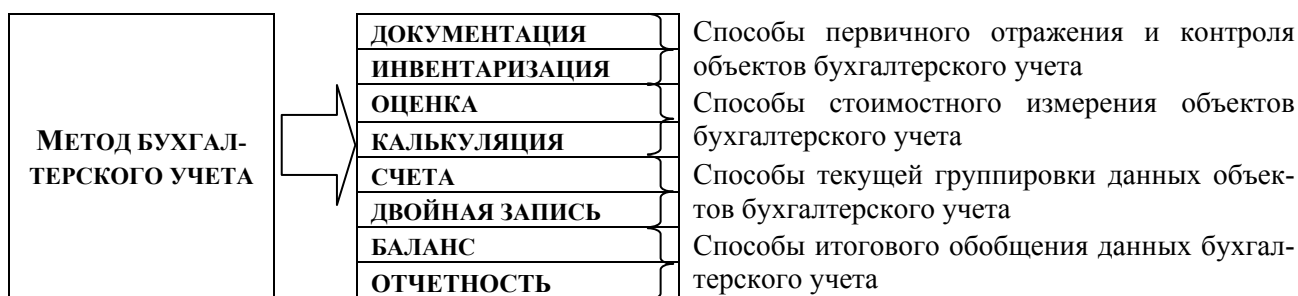 МЕТОД БУХГАЛ-
ТЕРСКОГО УЧЕТА
ДОКУМЕНТАЦИЯ
ИНВЕНТАРИЗАЦИЯ
ОЦЕНКА
КАЛЬКУЛЯЦИЯ
СЧЕТА
ДВОЙНАЯ ЗАПИСЬ
БАЛАНС
ОТЧЕТНОСТЬ
Способы первичного отражения и контроля
объектов бухгалтерского учета
Способы стоимостного измерения объектов
бухгалтерского учета
Способы текущей группировки данных объек-
тов бухгалтерского учета
Способы итогового обобщения данных бухгал-
терского учета